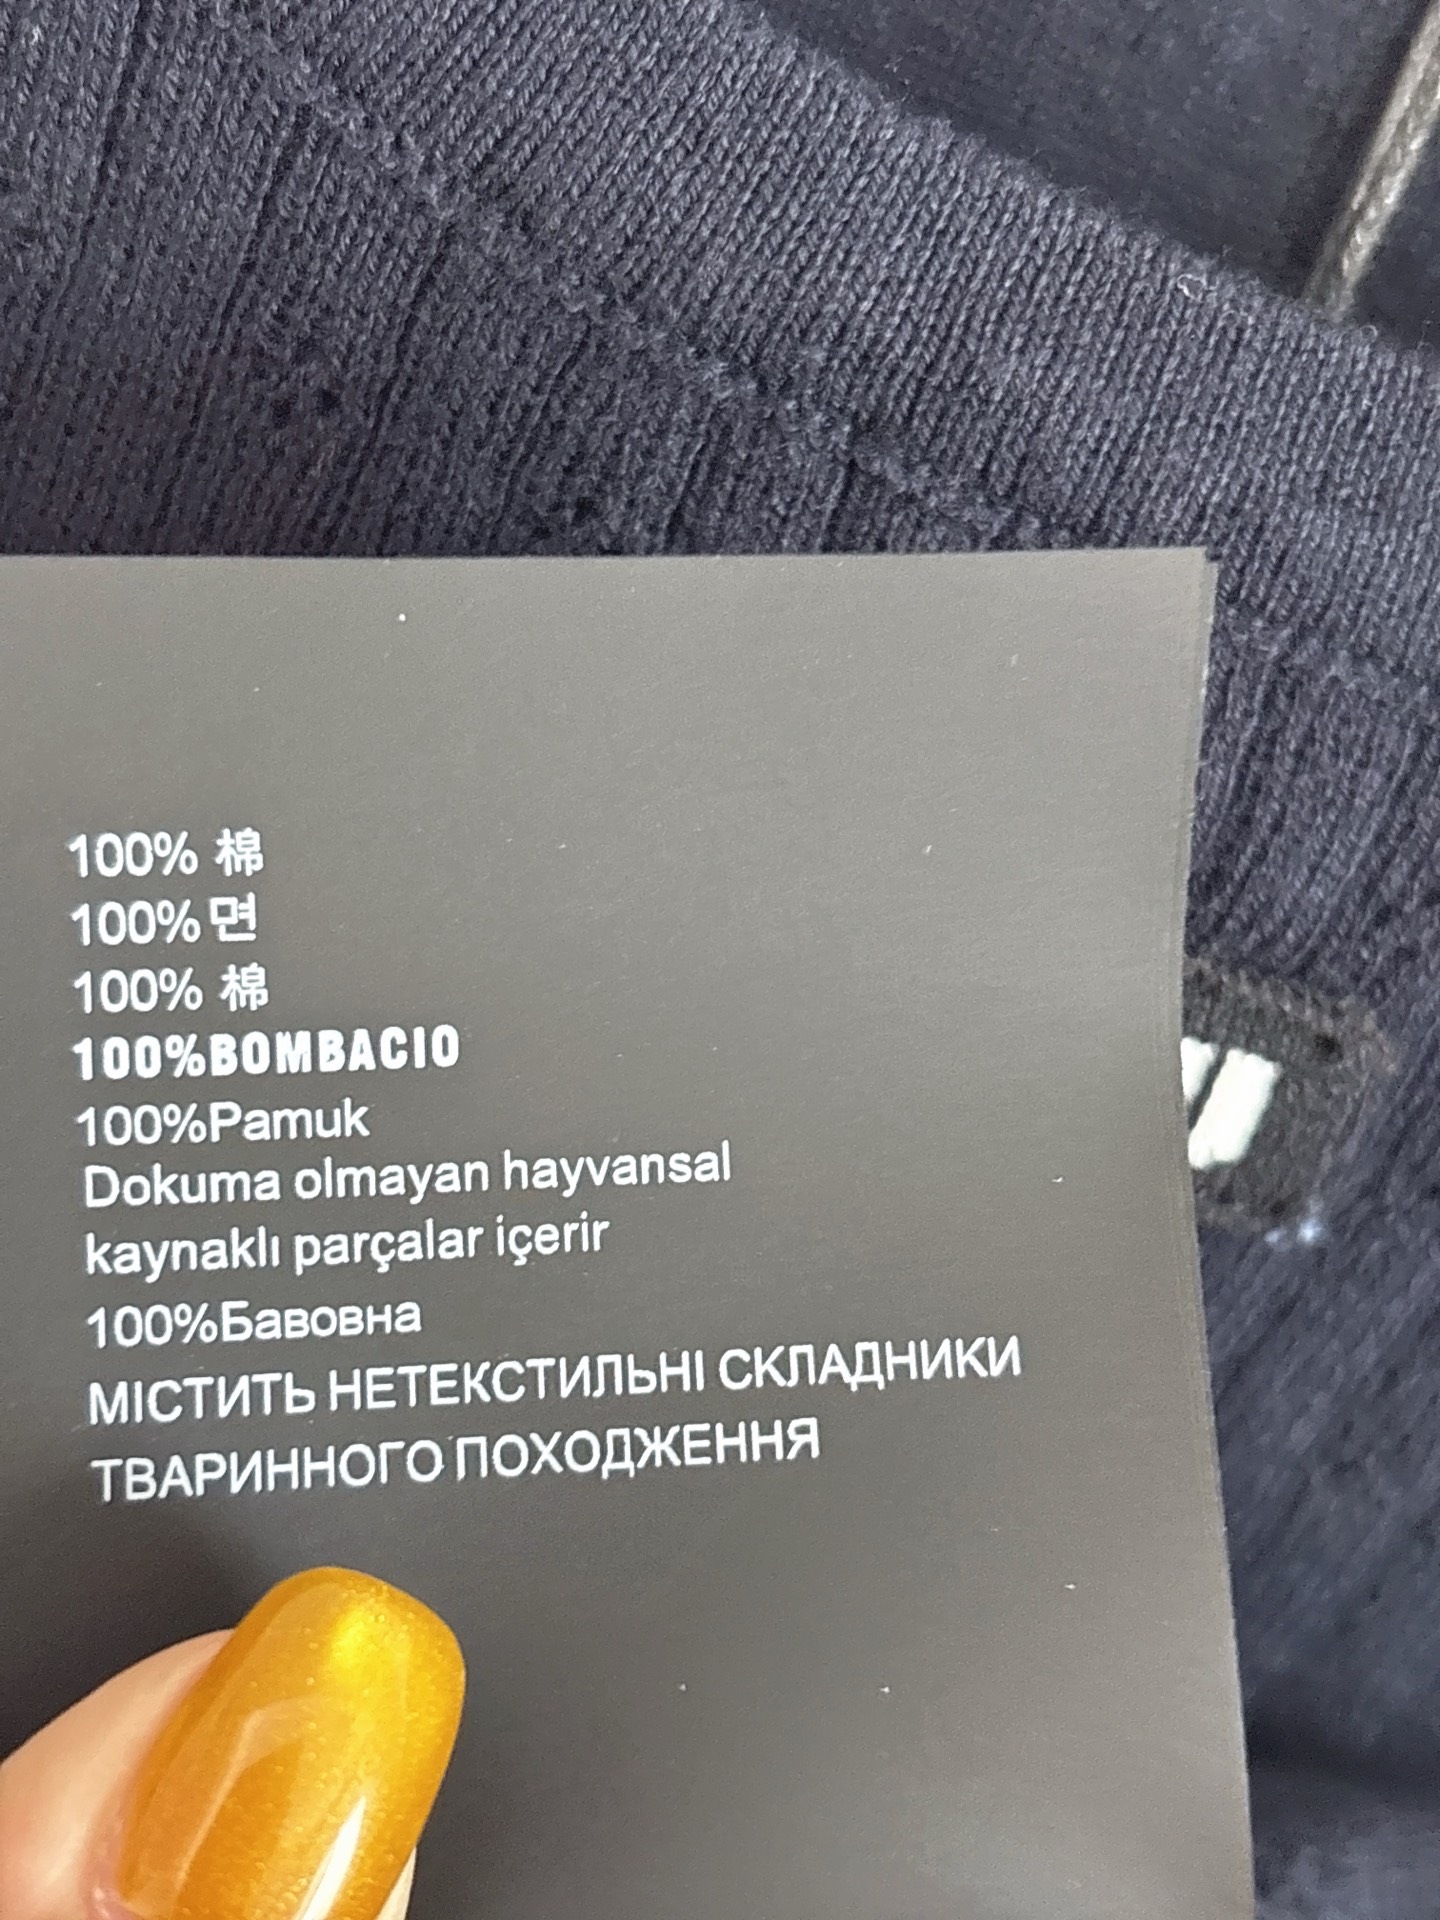 100% 棉
100%면
100% 棉
100%BOMBACIO
100%Pamuk
Dokuma olmayan hayvansal
kaynaklı parçalar içerir
100%Бавовна
МІСТИТЬ НЕТЕКСТИЛЬНІ СКЛАДНИКИ
ТВАРИННОГО ПОХОДЖЕННЯ